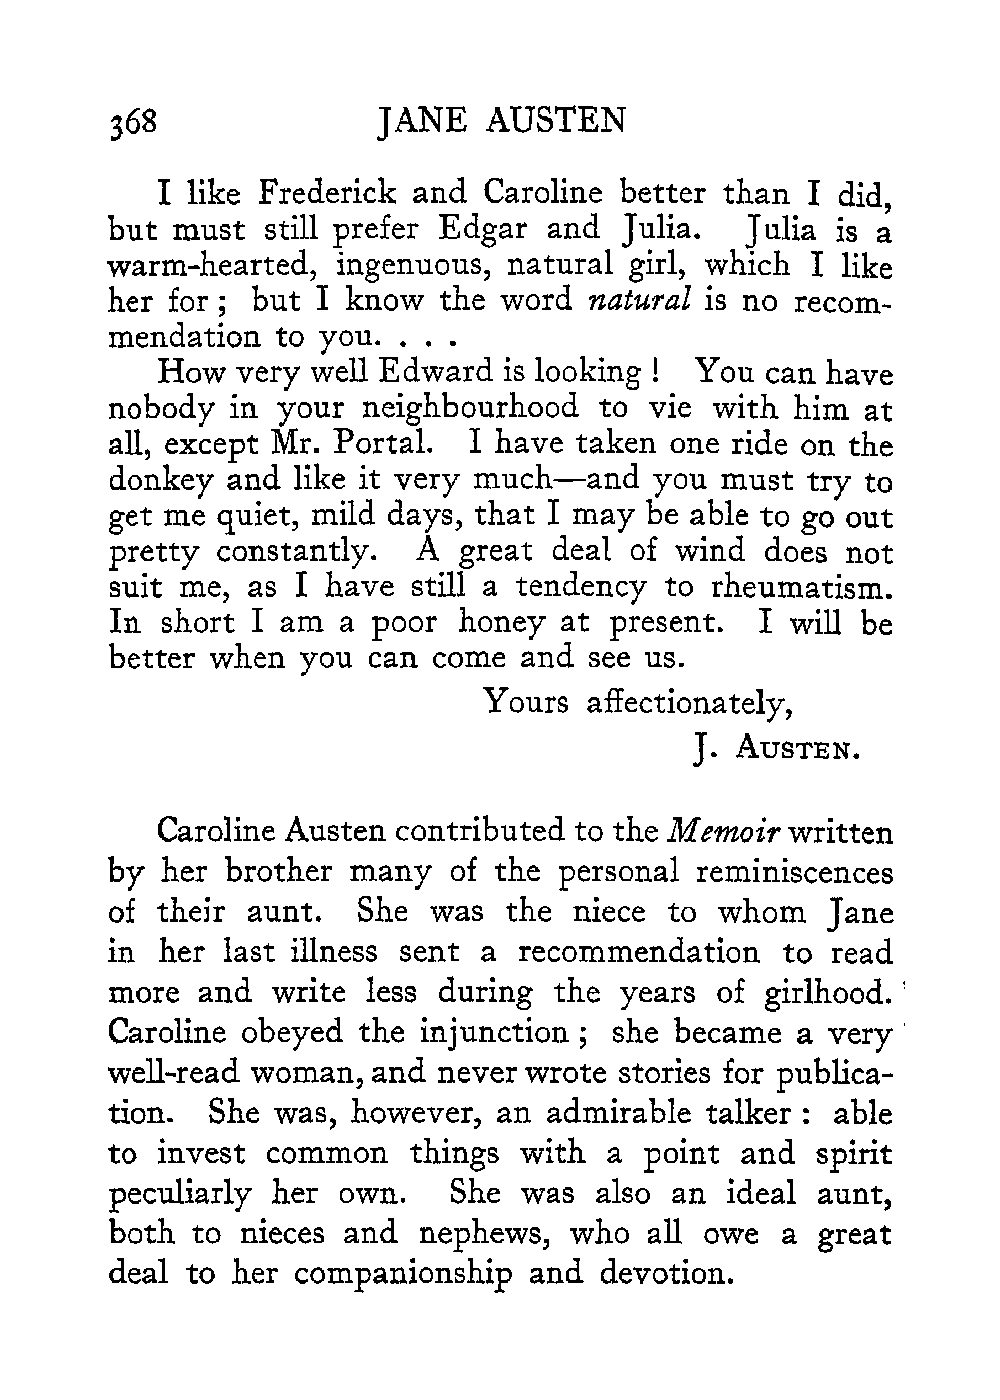 368 JANE AUSTEN
I like Frederick and Caroline better than I did,
but must still prefer Edgar and Julia. Julia is a
warm-hearted, ingenuous, natural girl, which I like
her for ; but I know the word natural is no recom-
mendation to you. . . .
How very well Edward is looking ! You can have
nobody in your neighbourhood to vie with him at
all, except Mr. Portal. I have taken one ride on the
donkey and like it very much—and you must try to
get me quiet, mild days, that I may be able to go out
pretty constantly. A great deal of wind does not
suit me, as I have still a tendency to rheumatism.
In short I am a poor honey at present. I will be
better when you can come and see us.
Yours affectionately,
J. AUSTEN.
Caroline Austen contributed to the Memoir written
by her brother many of the personal reminiscences
of their aunt. She was the niece to whom Jane
in her last illness sent a recommendation to read
more and write less during the years of girlhood.
Caroline obeyed the injunction ; she became a very
well-read woman, and never wrote stories for publica-
tion. She was, however, an admirable talker : able
to invest common things with a point and spirit
peculiarly her own. She was also an ideal aunt,
both to nieces and nephews, who all owe a great
deal to her companionship and devotion.